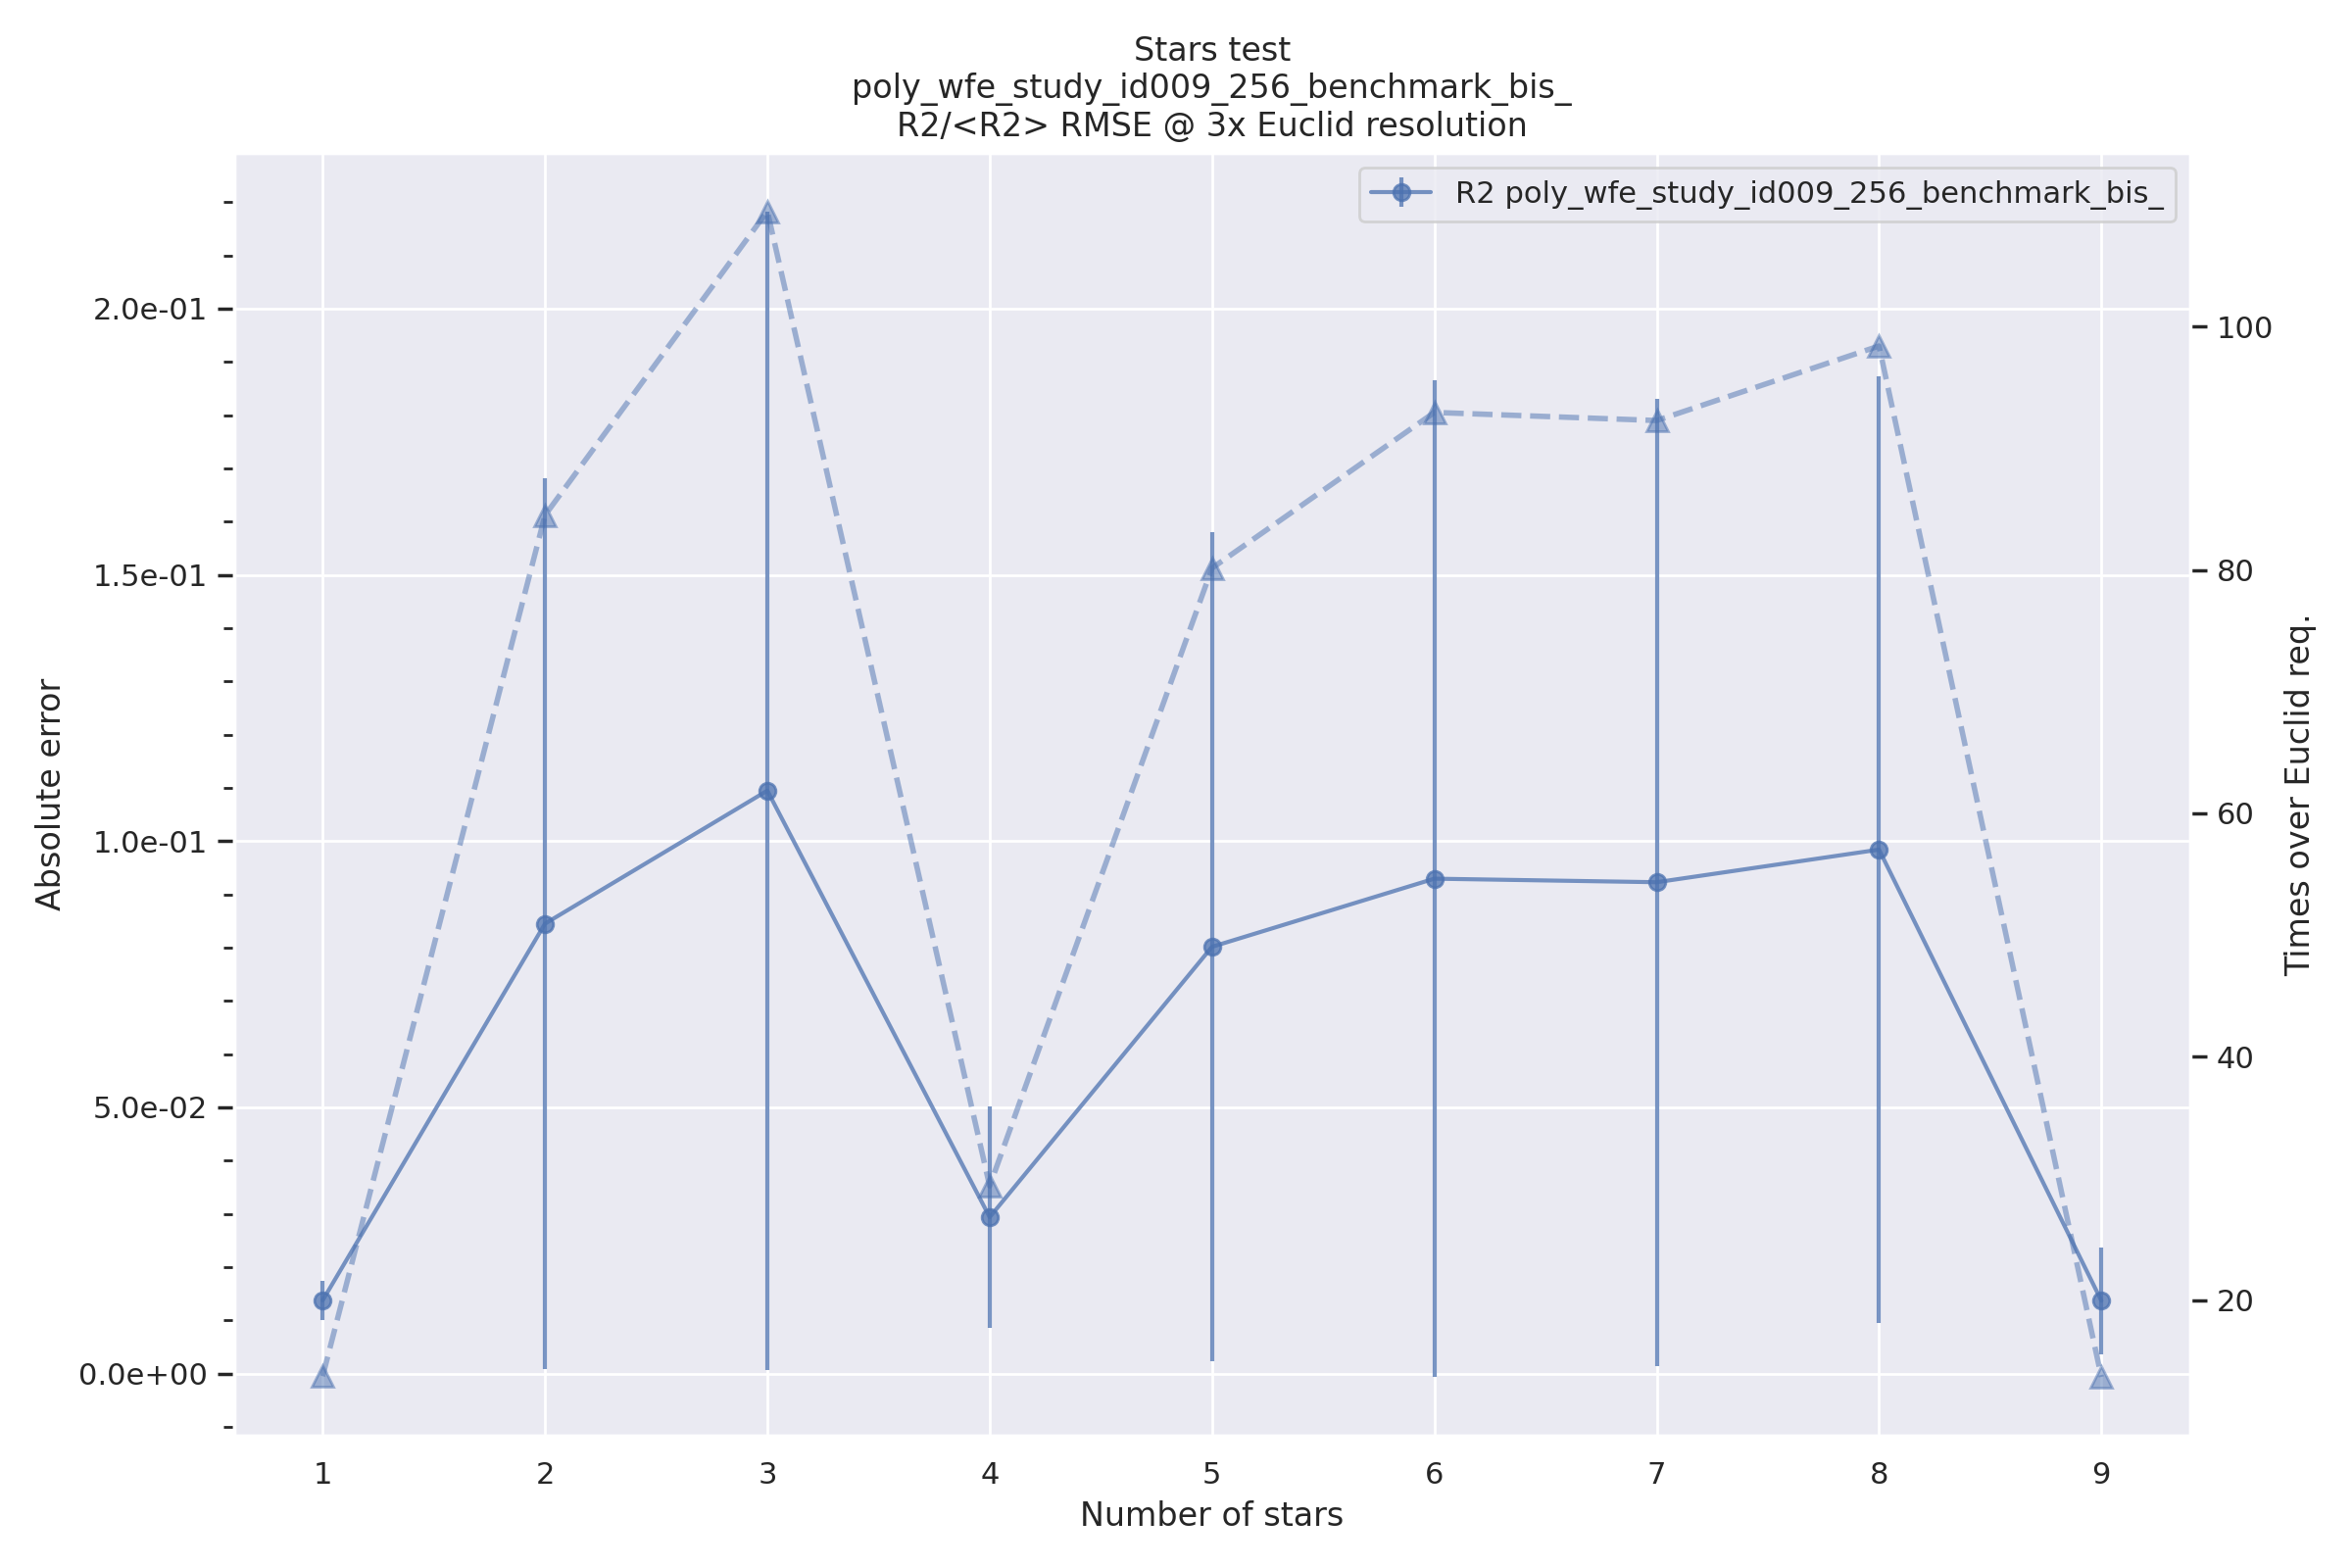 Stars test
poly_wfe_study_id009_256_benchmark_bis_
R2/<R2> RMSE @ 3x Euclid resolution
R2 poly_wfe_study_id009_256_benchmark_bis_
Absolute error
2.0e-01
1.5e-01
1.0e-01
5.0e-02
0.0e+00
100
80
60
40
20
Times over Euclid req.
1 2 3 4 5 6 7 8 9
Number of stars